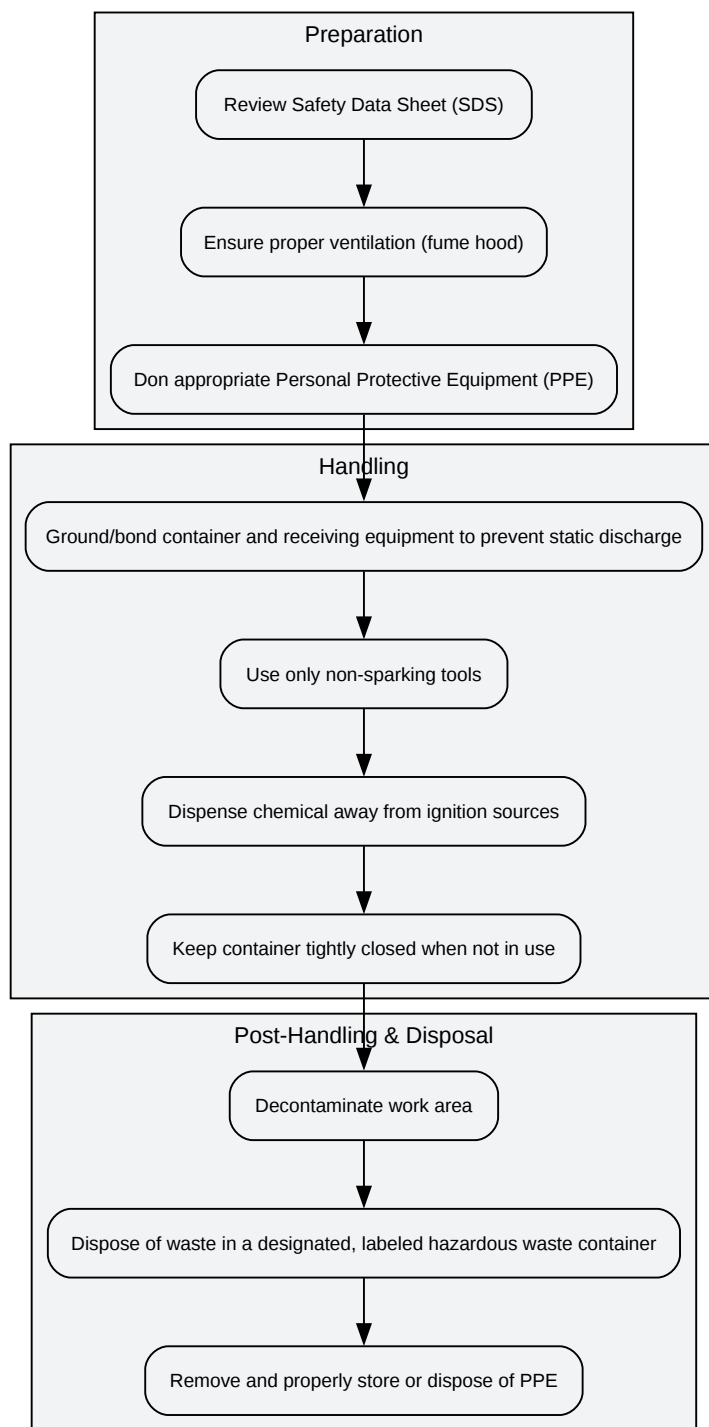 Preparation
Review Safety Data Sheet (SDS)
Ensure proper ventilation (fume hood)
Don appropriate Personal Protective Equipment (PPE)
Handling
Ground/bond container and receiving equipment to prevent static discharge
Use only non-sparking tools
Dispense chemical away from ignition sources
Keep container tightly closed when not in use
Post-Handling & Disposal
Decontaminate work area
Dispose of waste in a designated, labeled hazardous waste container
Remove and properly store or dispose of PPE